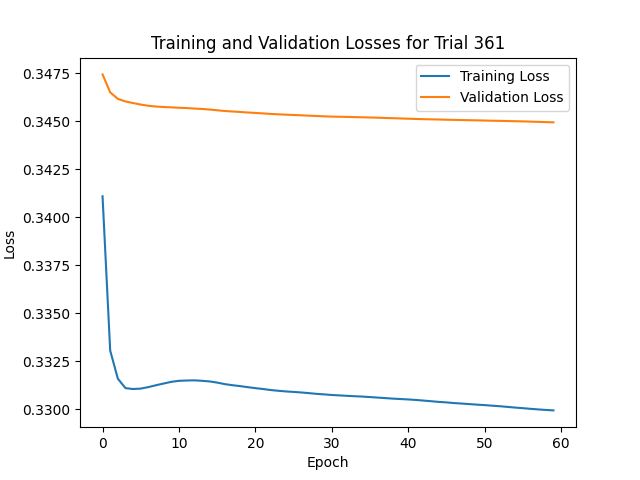 Training and Validation Losses for Trial 361
Training Loss
Validation Loss
Loss
0.3475
0.3450
0.3425
0.3400
0.3375
0.3350
0.3325
0.3300
0 10 20 30 40 50 60
Epoch